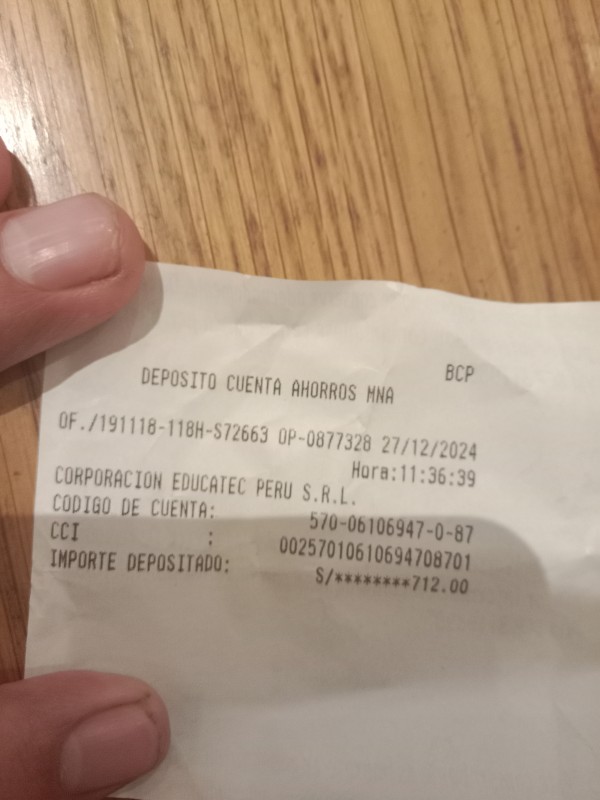 BCP
DEPOSITO CUENTA AHORROS MNA
OF./191118-118H-S72663 OP-0877328 27/12/2024
Hora:11:36:39
CORPORACION EDUCATEC PERU S.R.L.
CODIGO DE CUENTA: 570-06106947-0-87
CCI : 00257010610694708701
IMPORTE DEPOSITADO: S/********712.00